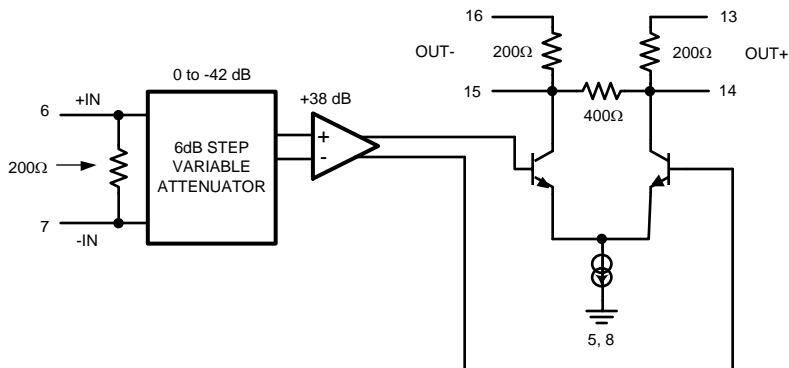 16
13
OUT-
200Ω
200Ω
OUT+
0 to -42 dB
15
14
+38 dB
400Ω
6
+IN
6dB STEP
VARIABLE
ATTENUATOR
+
-
200Ω
7
-IN
5, 8